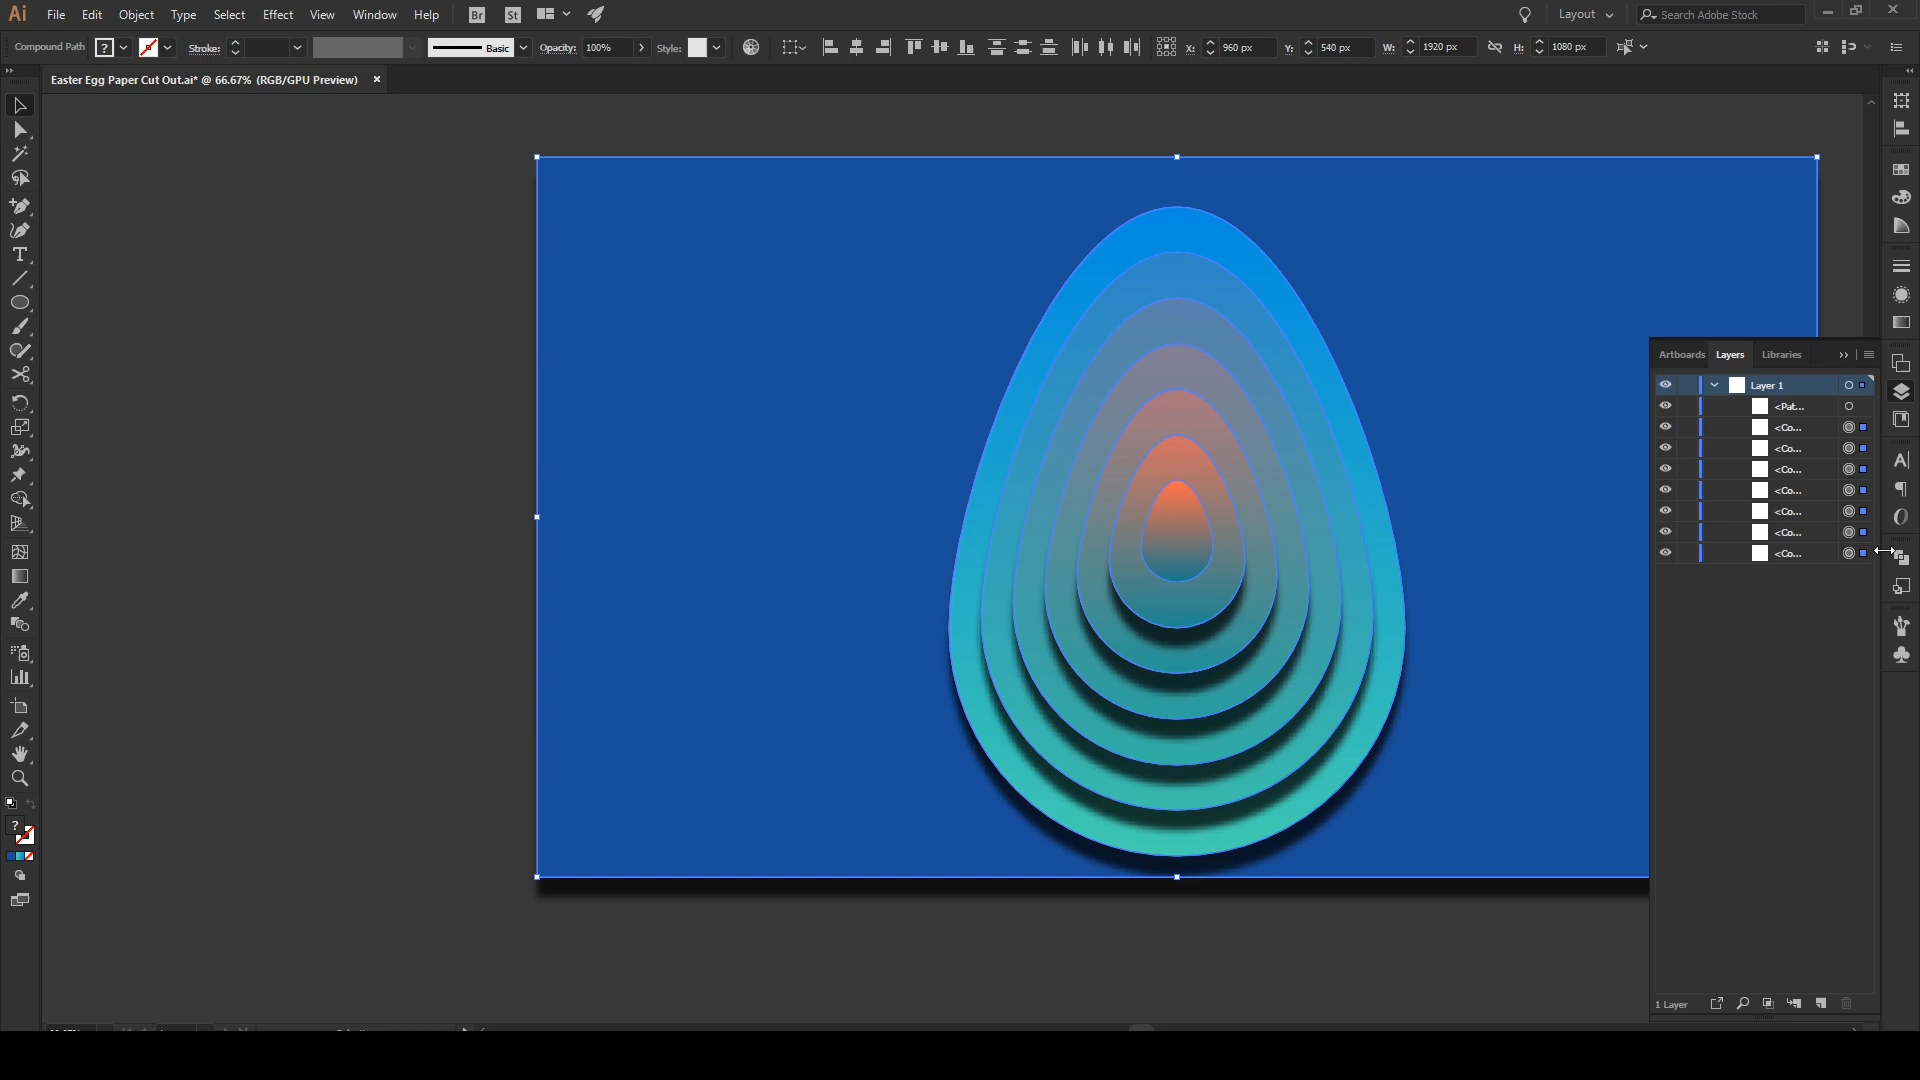 Ai File Edit Object Type Select Effect View Window Help Br St Layout Search Adobe Stock
Compound Path ? Stroke: Basic Opacity: 100% Style: X: 960 px Y: 540 px W: 1920 px H: 1080 px
Easter Egg Paper Cut Out.ai* @ 66.67% (RGB/GPU Preview) ×
Artboards Layers Libraries
Layer 1
<Pat...
<Co...
<Co...
<Co...
<Co...
<Co...
<Co...
<Co...
1 Layer